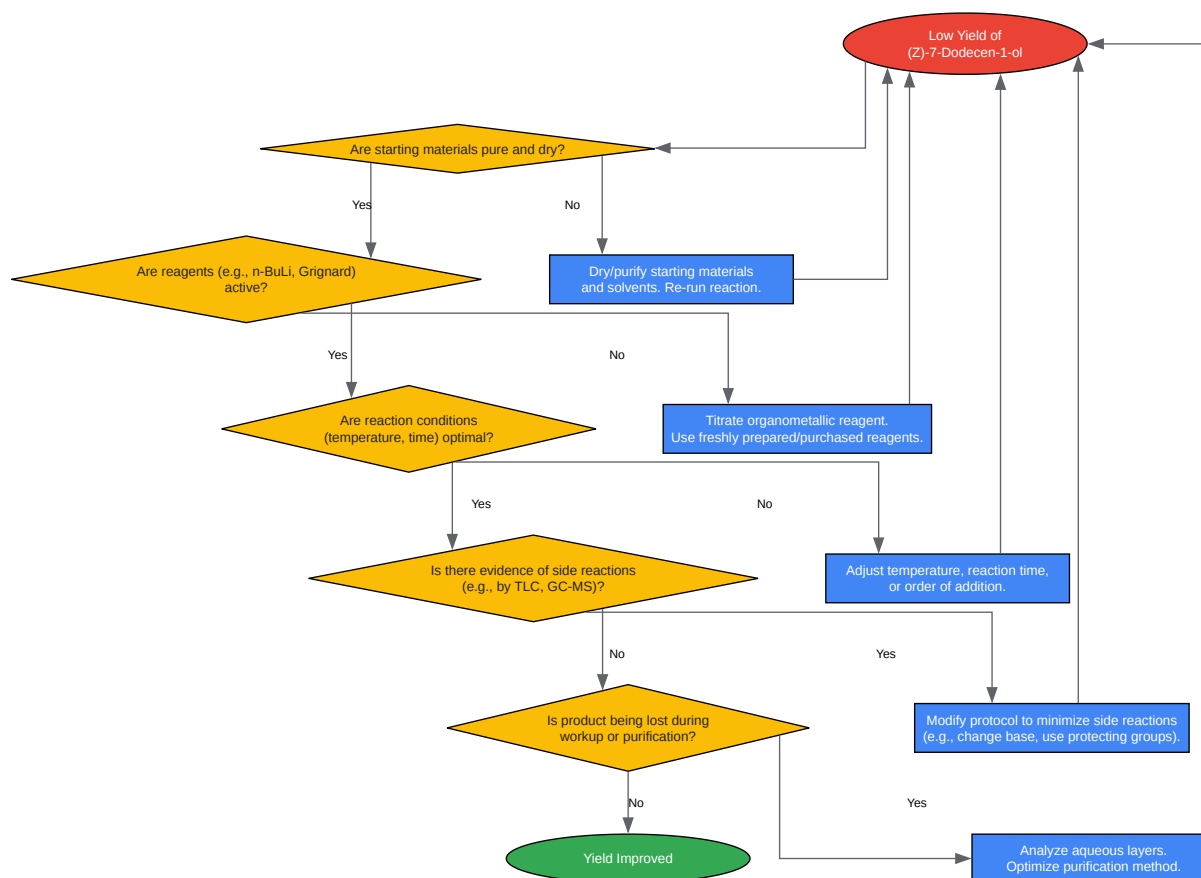 Low Yield of
(Z)-7-Dodecen-1-ol
Are starting materials pure and dry?
Yes
No
Are reagents (e.g., n-BuLi, Grignard)
active?
Dry/purify starting materials
and solvents. Re-run reaction.
Yes
No
Are reaction conditions
(temperature, time) optimal?
Titrate organometallic reagent.
Use freshly prepared/purchased reagents.
Yes
No
Is there evidence of side reactions
(e.g., by TLC, GC-MS)?
Adjust temperature, reaction time,
or order of addition.
No
Yes
Is product being lost during
workup or purification?
Modify protocol to minimize side reactions
(e.g., change base, use protecting groups).
No
Yes
Yield Improved
Analyze aqueous layers.
Optimize purification method.